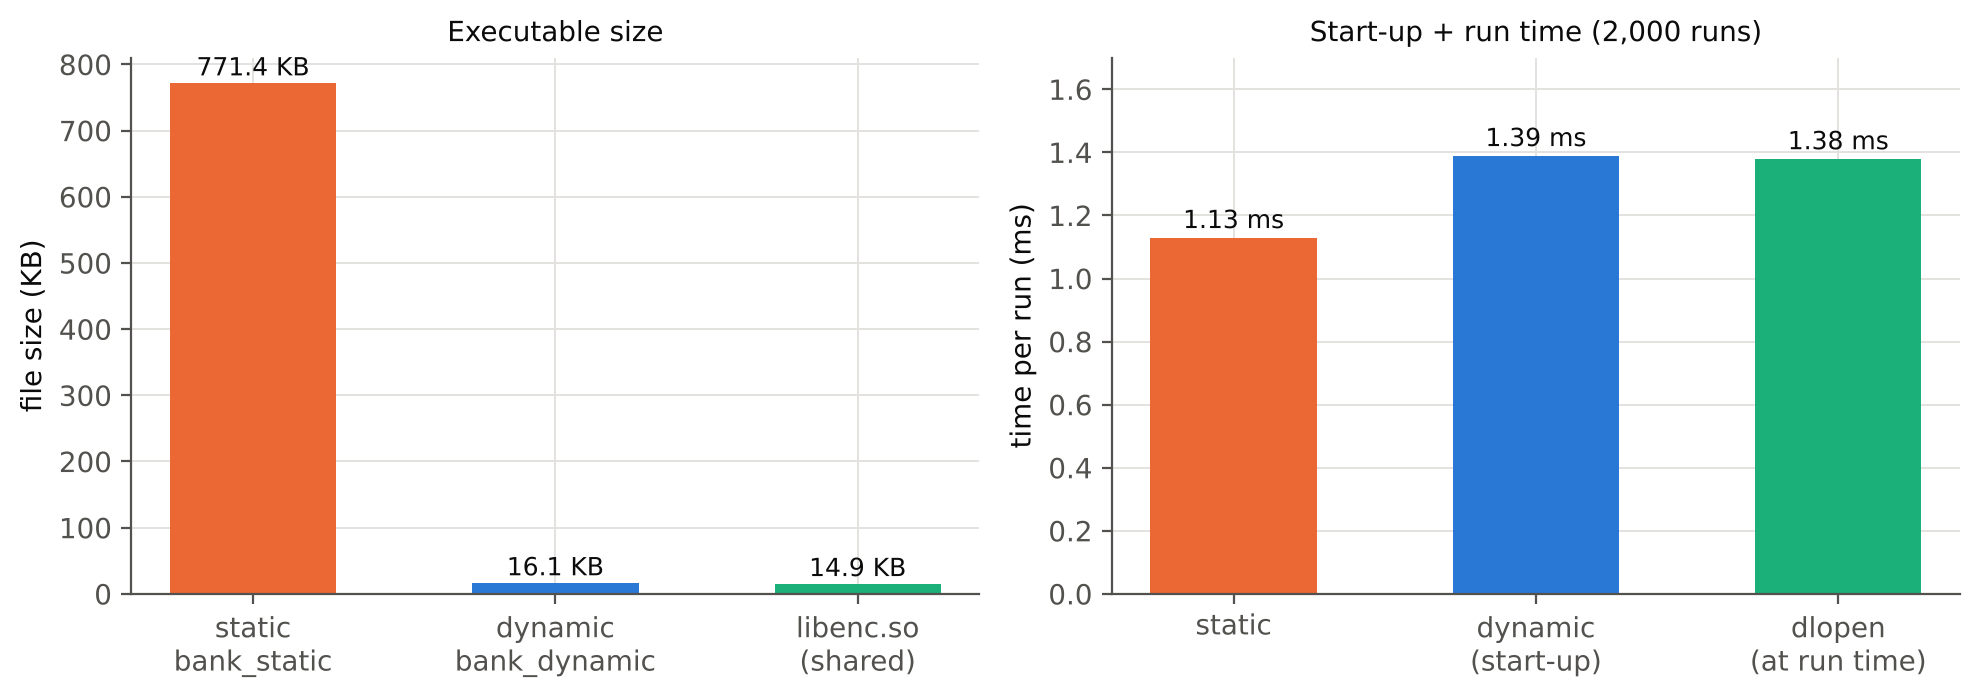 Executable size
file size (KB)
800
700
600
500
400
300
200
100
0
771.4 KB
16.1 KB
14.9 KB
static
bank_static
dynamic
bank_dynamic
libenc.so
(shared)
Start-up + run time (2,000 runs)
time per run (ms)
1.6
1.4
1.2
1.0
0.8
0.6
0.4
0.2
0.0
1.13 ms
1.39 ms
1.38 ms
static
dynamic
(start-up)
dlopen
(at run time)